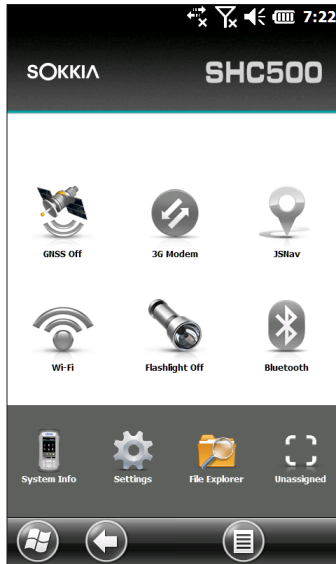 7:22
SOKKIA SHC500
GNSS Off 3G Modem JSNav
Wi-Fi Flashlight Off Bluetooth
System Info Settings File Explorer Unassigned